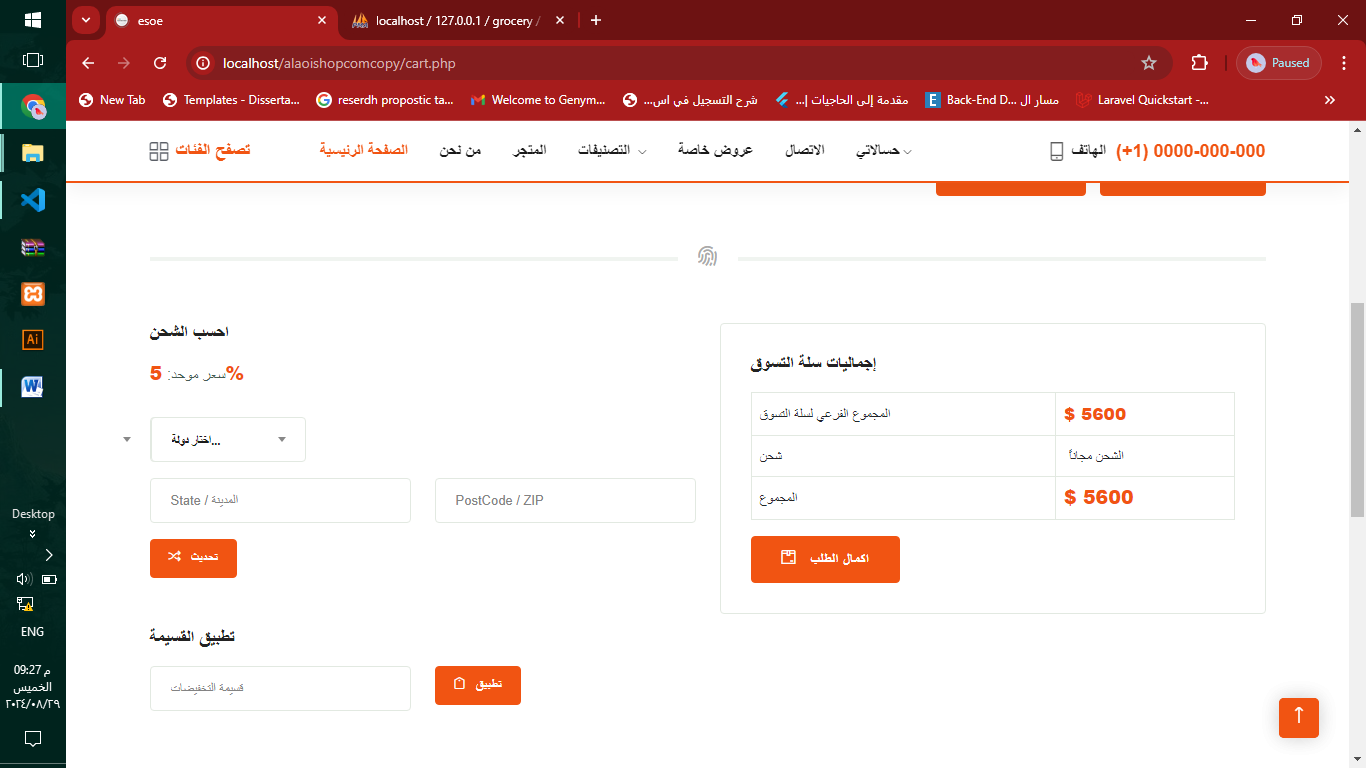 esoe
localhost / 127.0.0.1 / grocery /
localhost/alaoishopcomcopy/cart.php
Paused
New Tab
Templates - Disserta...
reserdh propostic ta...
Welcome to Genym...
شرح التسجيل في اس...
مقدمة إلى الحاجيات |...
Back-End D... مسار ال
Laravel Quickstart -...
تصفح الفئات
الصفحة الرئيسية
من نحن
المتجر
التصنيفات
عروض خاصة
الاتصال
حسالاتي
الهاتف
(+1) 0000-000-000
احسب الشحن
سعر موحد: 5%
اختار دولة...
State / المدينة
PostCode / ZIP
تحديث
تطبيق القسيمة
قسيمة التخفيضات
تطبيق
إجماليات سلة التسوق
المجموع الفرعي لسلة التسوق
$ 5600
شحن
الشحن مجاناً
المجموع
$ 5600
اكمال الطلب
Ai
Desktop
ENG
09:27 م
الخميس
٢٠٢٤/٠٨/٢٩